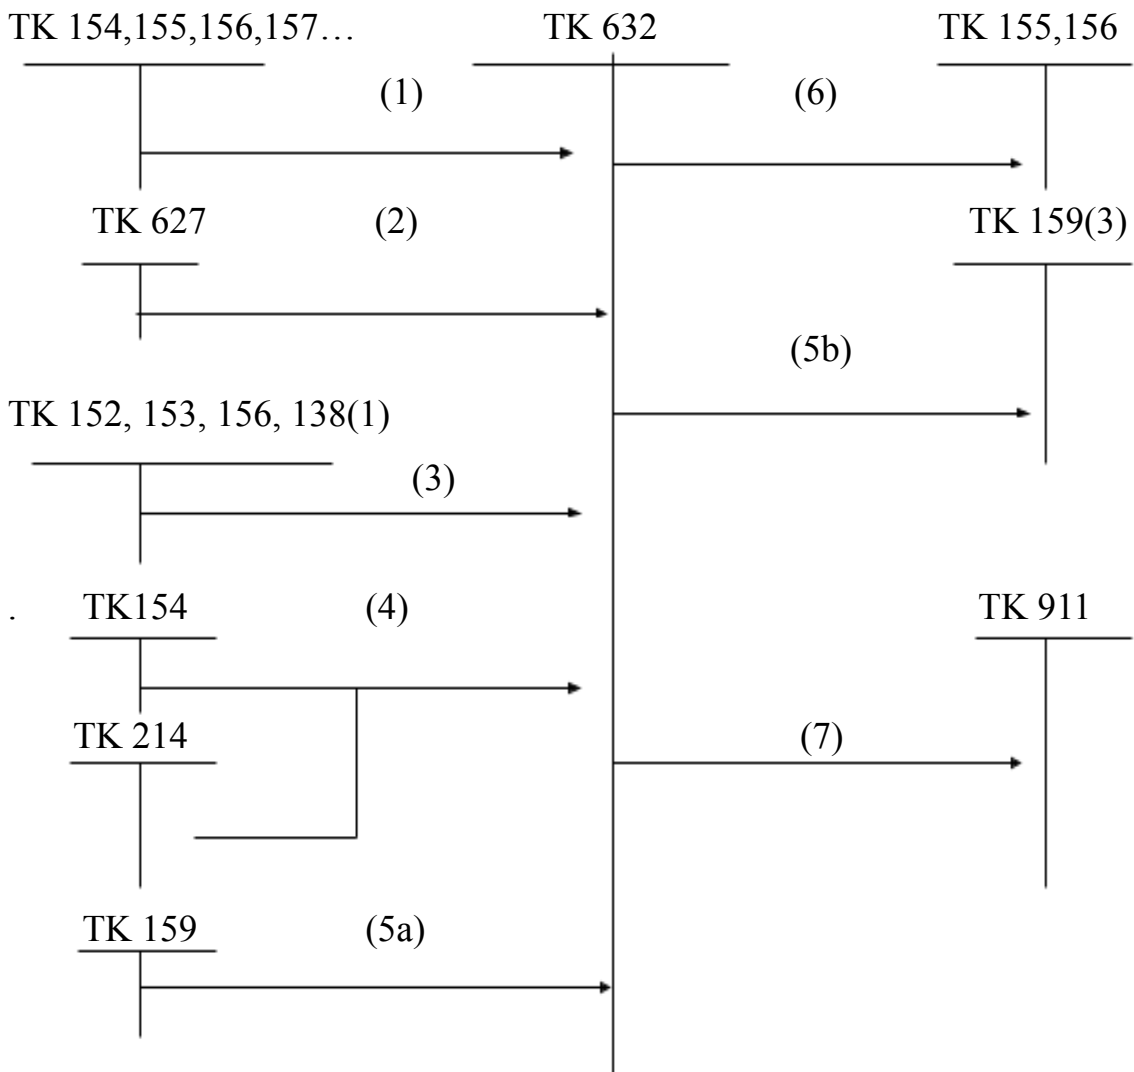 TK 154,155,156,157… TK 632 TK 155,156
(1) (6)
TK 627 (2) TK 159(3)
(5b)
TK 152, 153, 156, 138(1)
(3)
. TK154 (4) TK 911
TK 214 (7)
TK 159 (5a)